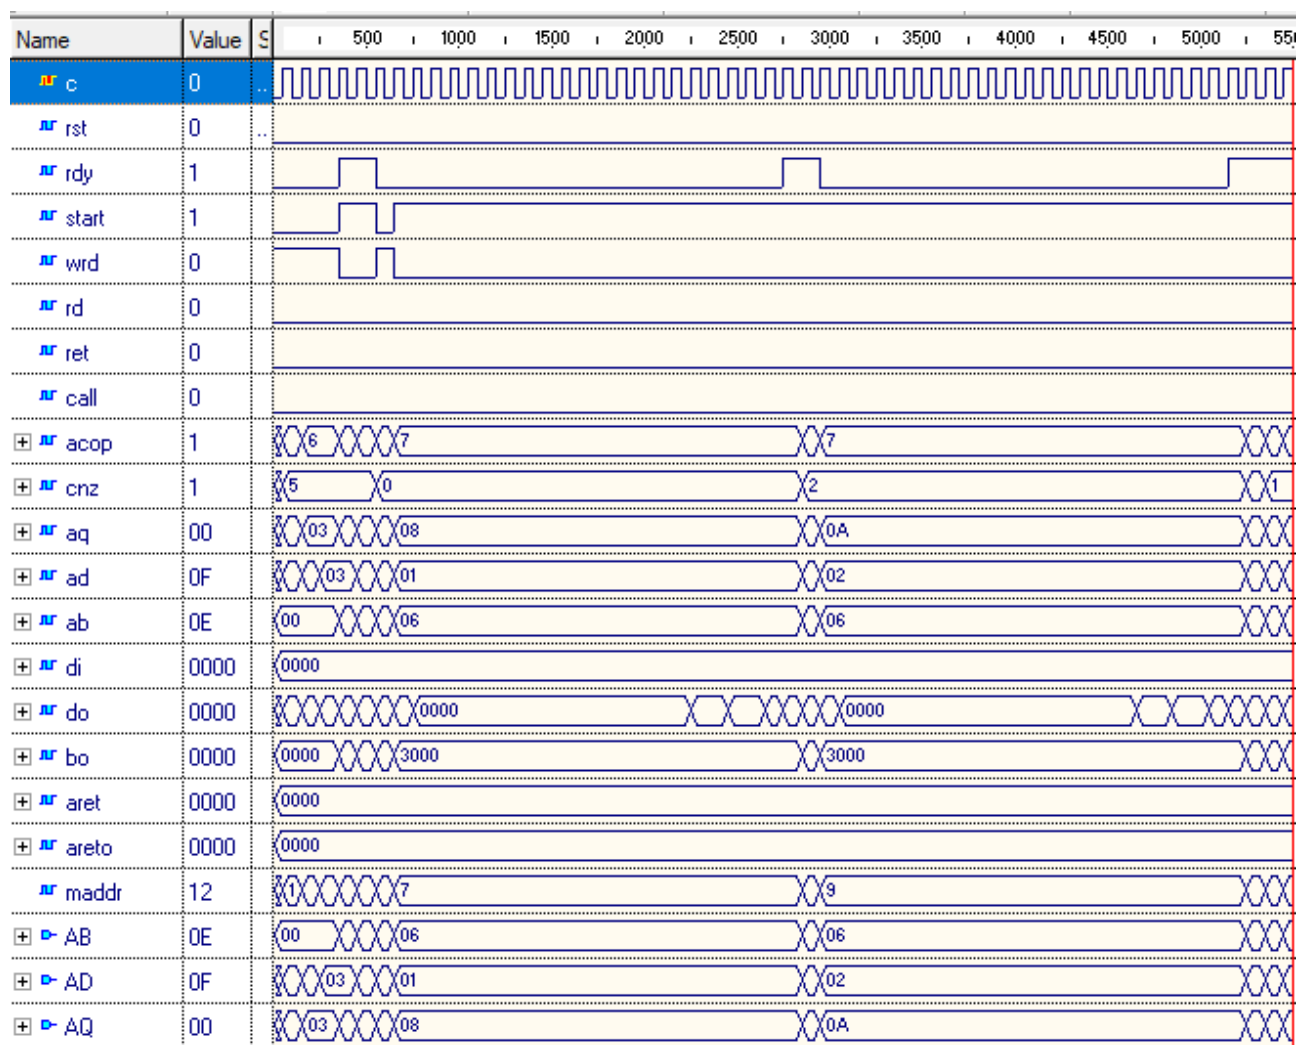 Name Value S 500 1000 1500 2000 2500 3000 3500 4000 4500 5000 550
c 0 ..
rst 0 ..
rdy 1
start 1
wrd 0
rd 0
ret 0
call 0
acop 1 6 7 7
cnz 1 5 0 2 1
aq 00 03 08 0A
ad 0F 03 01 02
ab 0E 00 06 06
di 0000 0000
do 0000 0000 0000
bo 0000 0000 3000 3000
aret 0000 0000
areto 0000 0000
maddr 12 1 7 9
AB 0E 00 06 06
AD 0F 03 01 02
AQ 00 03 08 0A